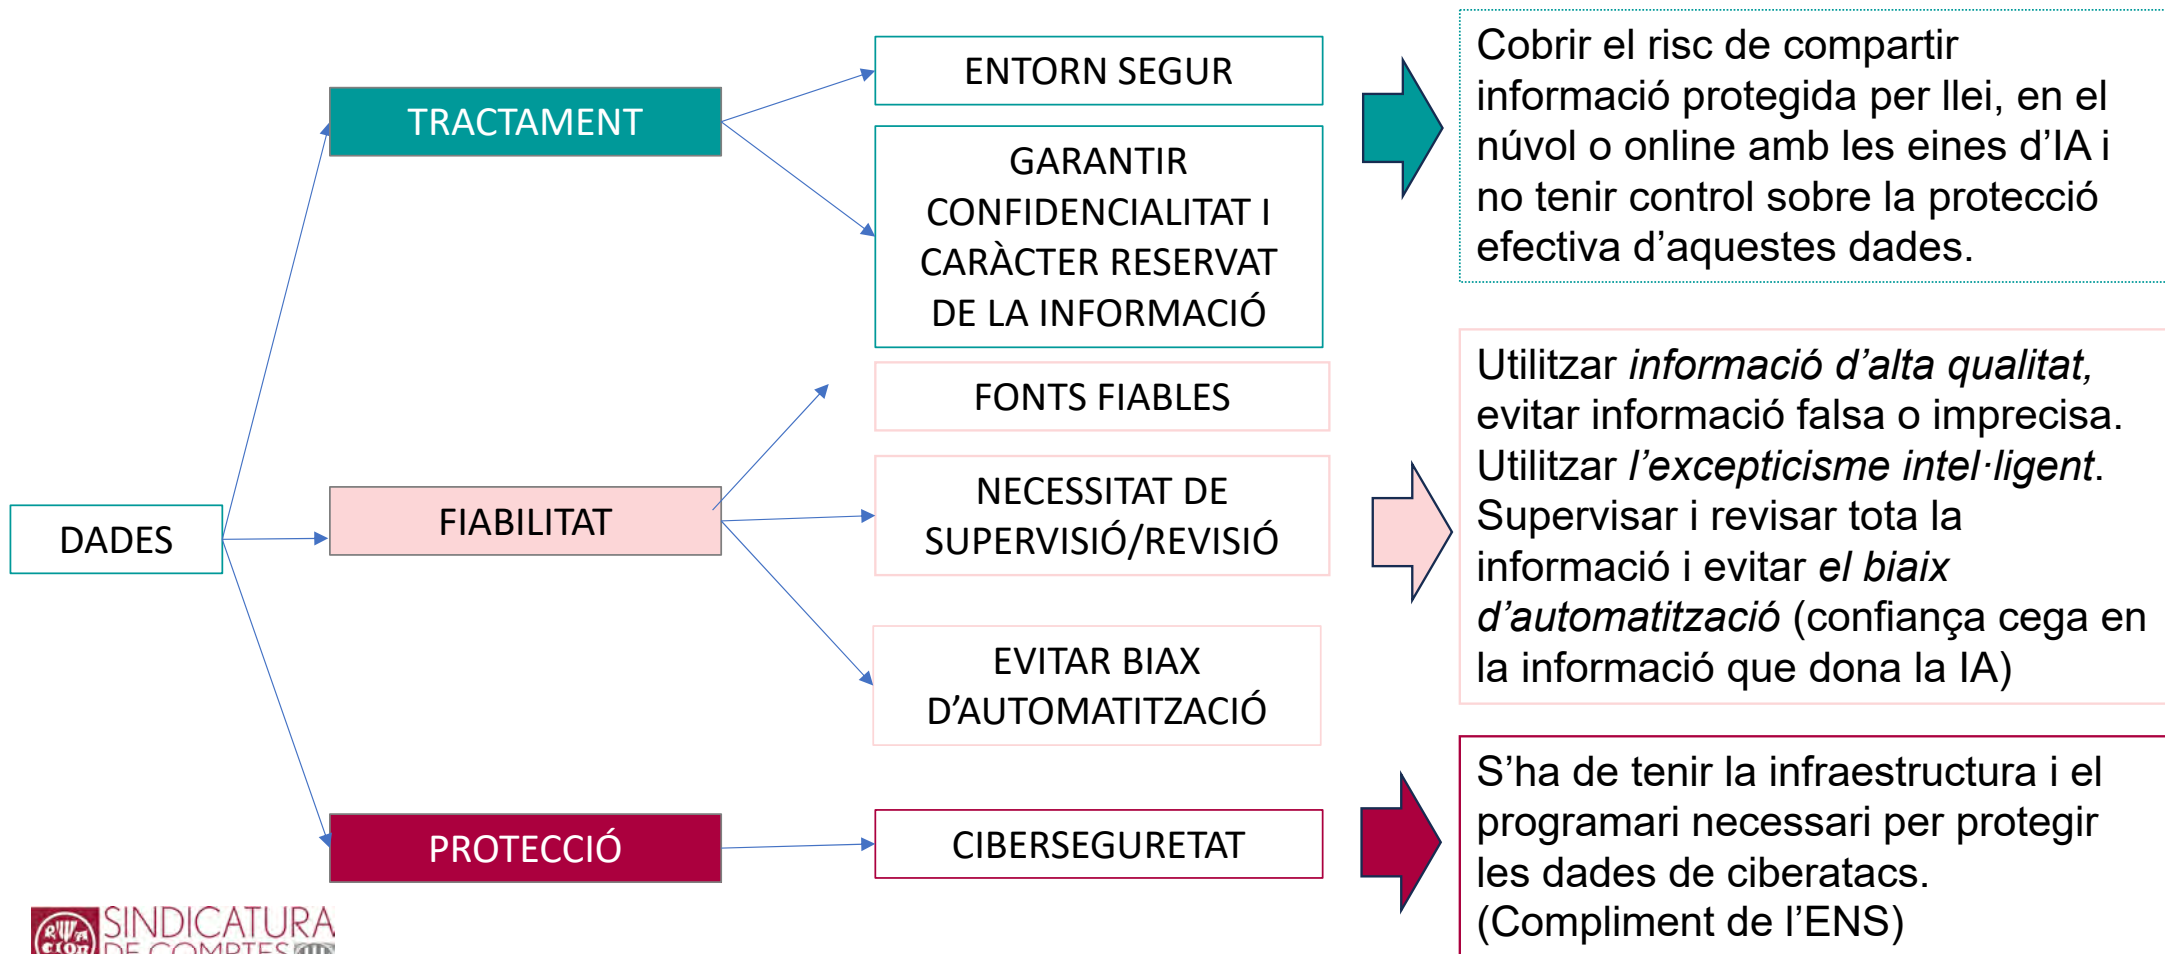 DADES
TRACTAMENT
ENTORN SEGUR
GARANTIR
CONFIDENCIALITAT I
CARÀCTER RESERVAT
DE LA INFORMACIÓ
Cobrir el risc de compartir
informació protegida per llei, en el
núvol o online amb les eines d’IA i
no tenir control sobre la protecció
efectiva d’aquestes dades.
FIABILITAT
FONTS FIABLES
NECESSITAT DE
SUPERVISIÓ/REVISIÓ
EVITAR BIAX
D’AUTOMATITZACIÓ
Utilitzar informació d’alta qualitat,
evitar informació falsa o imprecisa.
Utilitzar l’excepticisme intel·ligent.
Supervisar i revisar tota la
informació i evitar el biaix
d’automatització (confiança cega en
la informació que dona la IA)
PROTECCIÓ
CIBERSEGURETAT
S’ha de tenir la infraestructura i el
programari necessari per protegir
les dades de ciberatacs.
(Compliment de l’ENS)
SINDICATURA
DE COMPTES